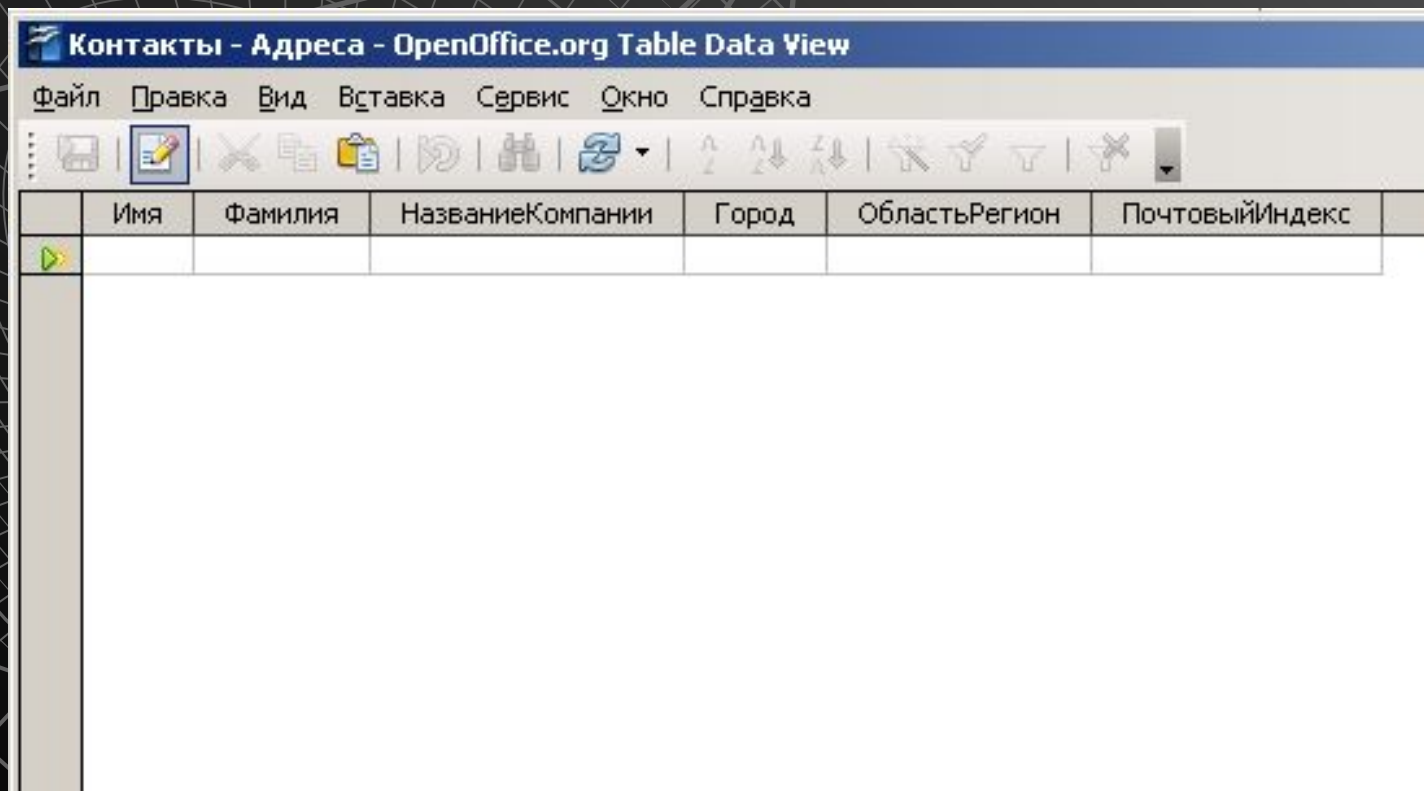 Контакты - Адреса - OpenOffice.org Table Data View
Файл Правка Вид Вставка Сервис Окно Справка
Имя Фамилия НазваниеКомпании Город ОбластьРегион ПочтовыйИндекс